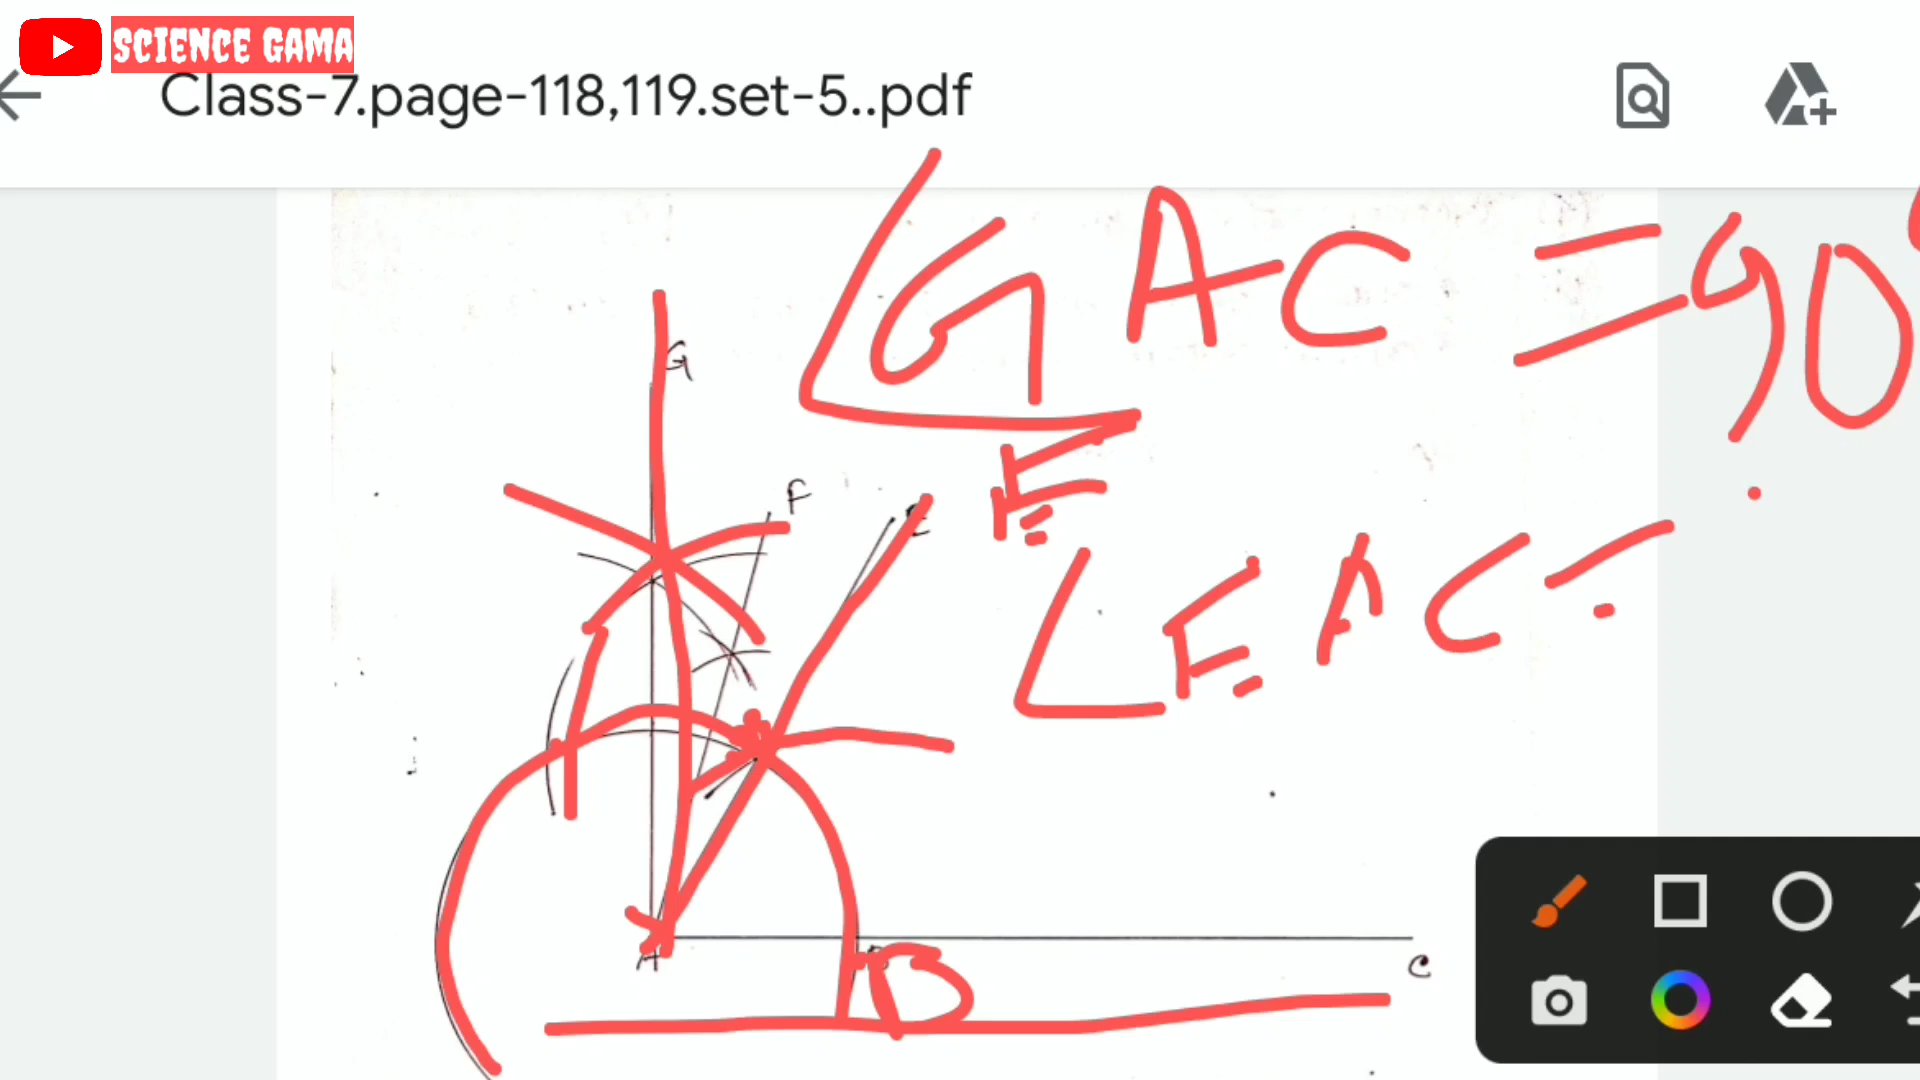 SCIENCE GAMA
Class-7.page-118,119.set-5..pdf
∠GAC = 90°
G
F
E
E
∠EAC =
A
B
C